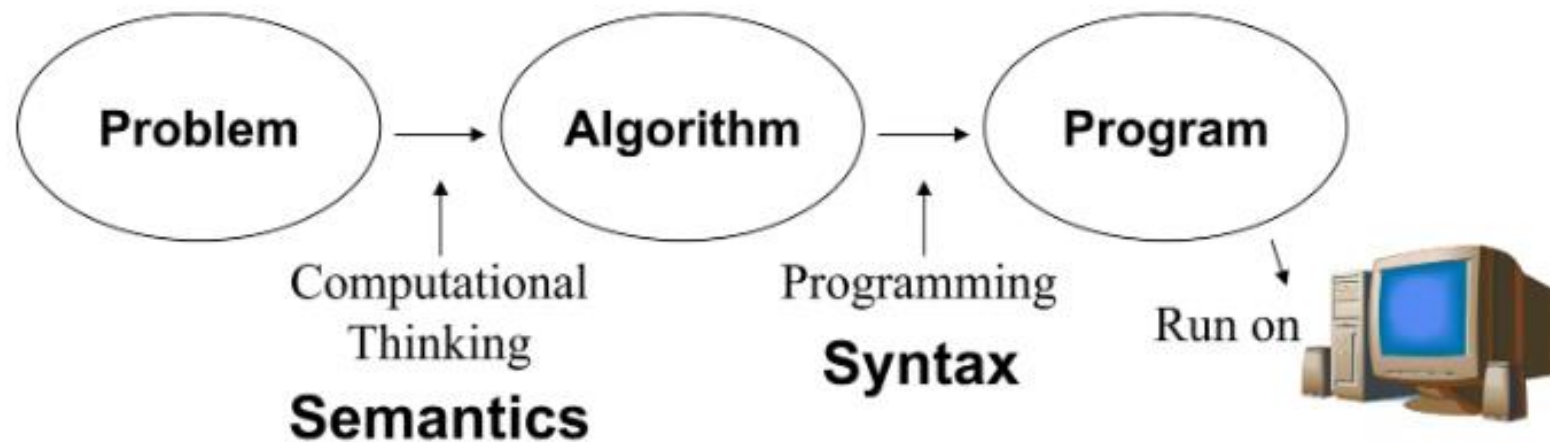 Problem
Algorithm
Program
Computational
Thinking
Semantics
Programming
Syntax
Run on